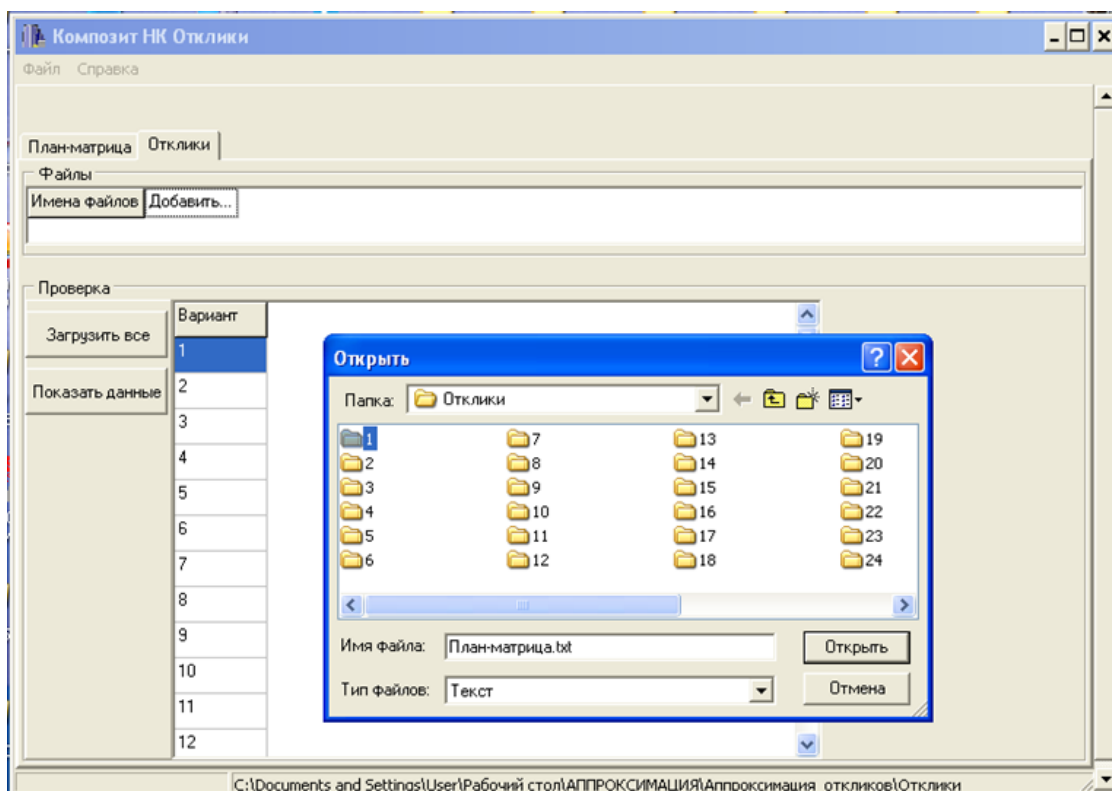 Композит НК Отклики
Файл Справка
План-матрица Отклики
Файлы
Имена файлов Добавить...
Проверка
Загрузить все
Показать данные
Вариант
1
2
3
4
5
6
7
8
9
10
11
12
Открыть
Папка: Отклики
1 7 13 19
2 8 14 20
3 9 15 21
4 10 16 22
5 11 17 23
6 12 18 24
Имя файла: План-матрица.txt Открыть
Тип файлов: Текст Отмена
C:\Documents and Settings\User\Рабочий стол\АППРОКСИМАЦИЯ\Аппроксимация откликов\Отклики